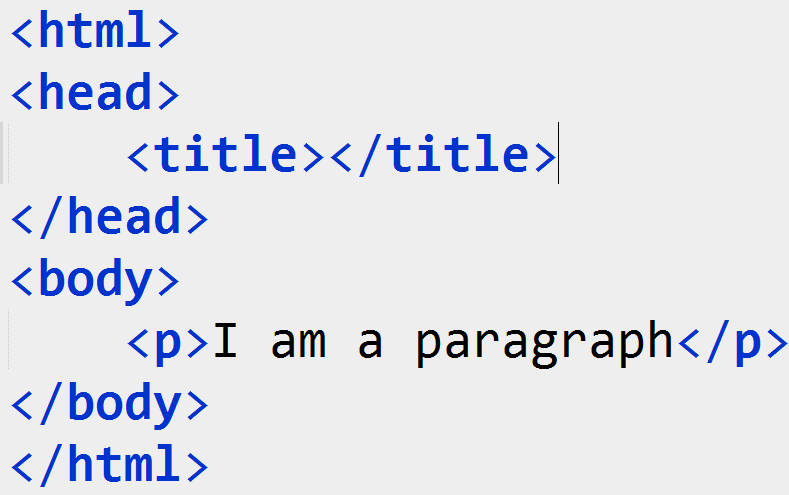 <html>
<head>
    <title></title>
</head>
<body>
    <p>I am a paragraph</p>
</body>
</html>